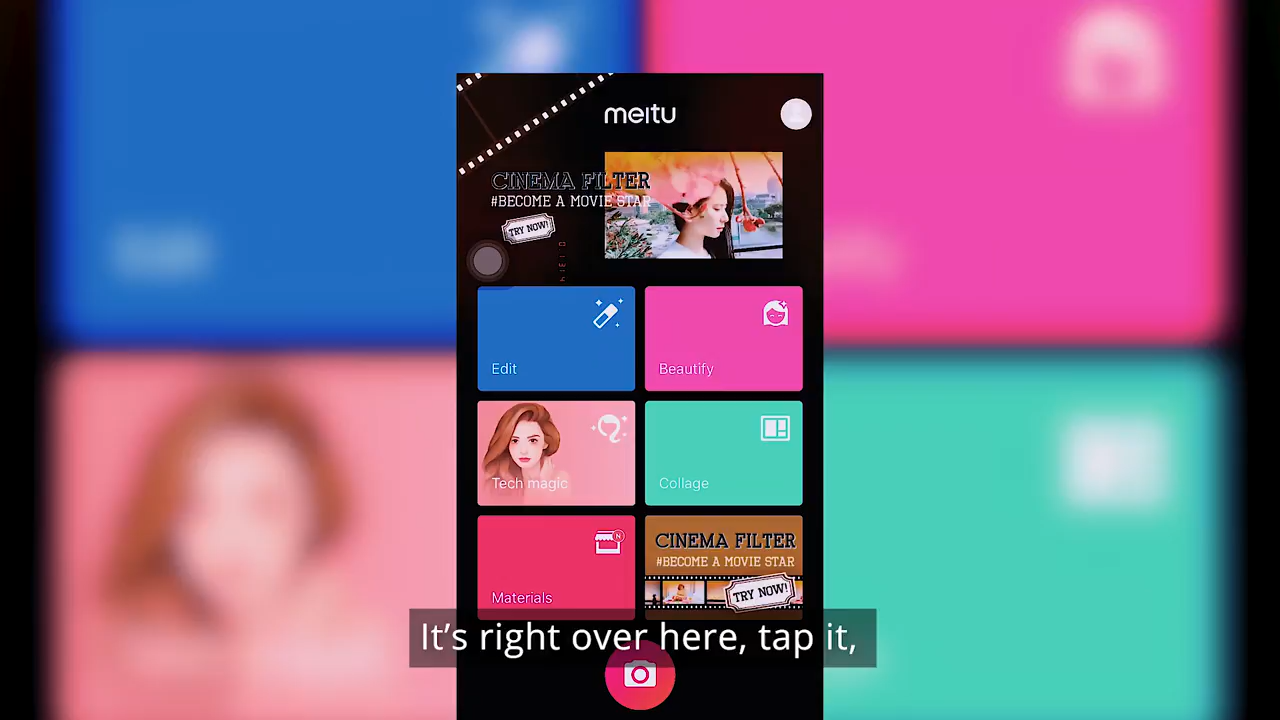 meitu
CINEMA FILTER
#BECOME A MOVIE STAR
TRY NOW!
Edit
Beautify
Tech magic
Collage
Materials
N
CINEMA FILTER
#BECOME A MOVIE STAR
TRY NOW!
It’s right over here, tap it,